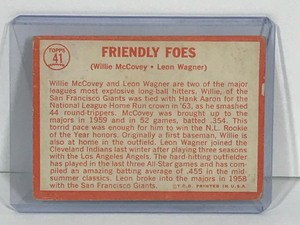 TOPPS
41
FRIENDLY FOES
(Willie McCovey • Leon Wagner)
Willie McCovey and Leon Wagner are two of the major
leagues most explosive long-ball hitters. Willie, of the
San Francisco Giants was tied with Hank Aaron for the
National League Home Run crown in '63, as he smashed
44 round-trippers. McCovey was brought up to the
majors in 1959 and in 52 games, batted .354. This
torrid pace was enough for him to win the N.L. Rookie
of the Year honors. Originally a first baseman, Willie is
also at home in the outfield. Leon Wagner joined the
Cleveland Indians last winter after playing three seasons
with the Los Angeles Angels. The hard-hitting outfielder
has played in the last three All-Star games and has com-
piled an amazing batting average of .455 in the mid-
summer classics. Leon broke into the majors in 1958
with the San Francisco Giants.
©T.C.G. PRINTED IN U.S.A.